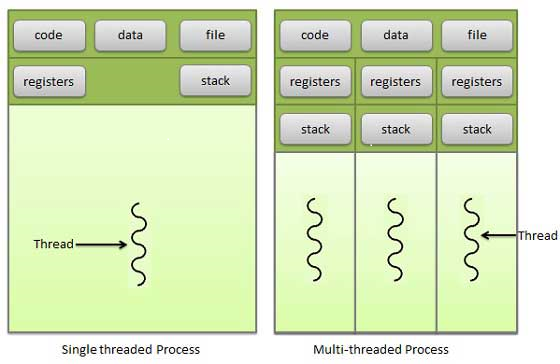 code data file
registers stack
Thread
Single threaded Process
code data file
registers registers registers
stack stack stack
Thread
Multi-threaded Process